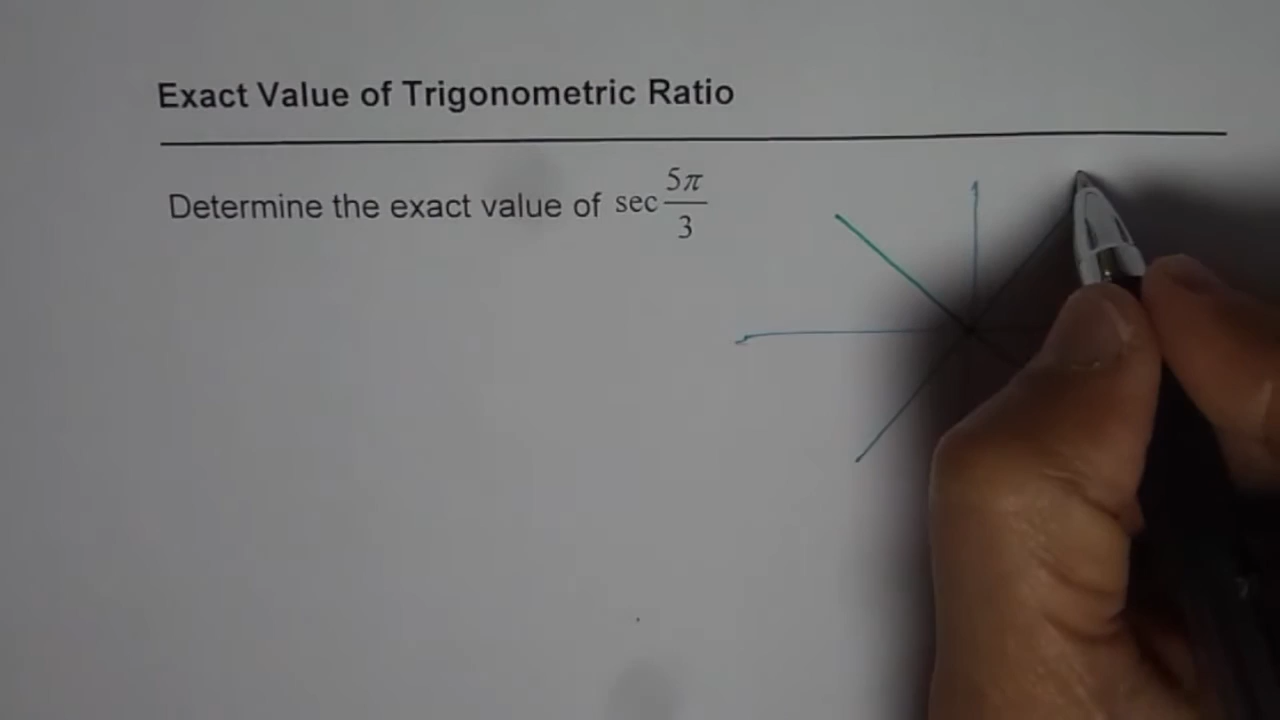 Exact Value of Trigonometric Ratio
Determine the exact value of sec 5π/3